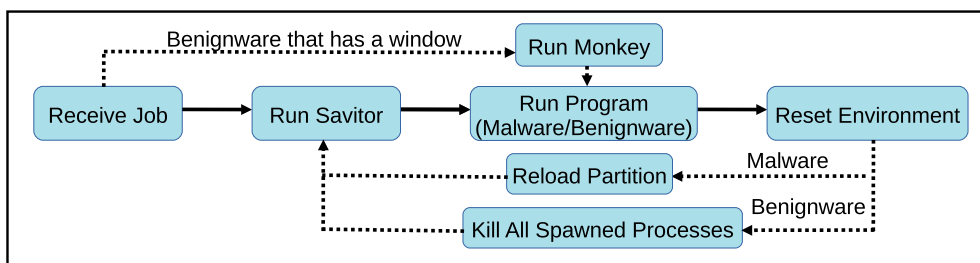 Benignware that has a window
Run Monkey
Receive Job
Run Savitor
Run Program
(Malware/Benignware)
Reset Environment
Malware
Reload Partition
Benignware
Kill All Spawned Processes